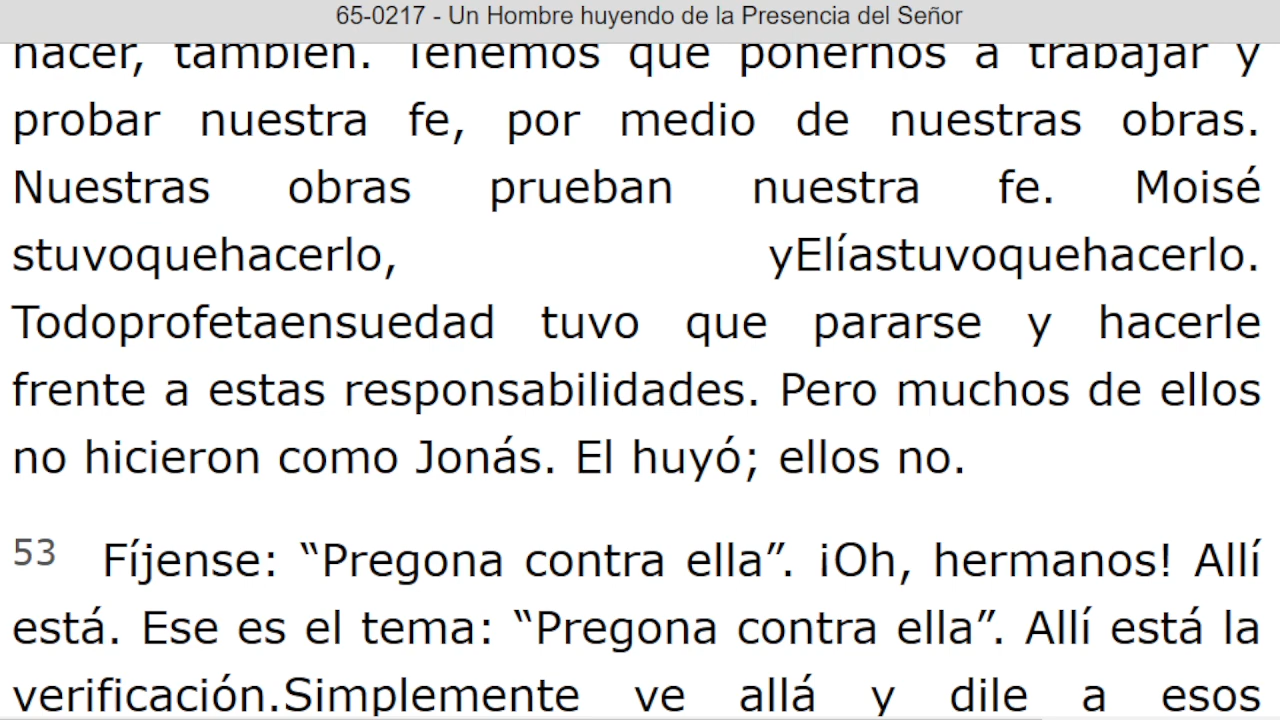 65-0217 - Un Hombre huyendo de la Presencia del Señor
hacer, también. Tenemos que ponernos a trabajar y
probar nuestra fe, por medio de nuestras obras.
Nuestras obras prueban nuestra fe. Moisé
stuvoquehacerlo, yElíastuvoquehacerlo.
Todoprofetaensuedad tuvo que pararse y hacerle
frente a estas responsabilidades. Pero muchos de ellos
no hicieron como Jonás. El huyó; ellos no.
53 Fíjense: “Pregona contra ella”. ¡Oh, hermanos! Allí
está. Ese es el tema: “Pregona contra ella”. Allí está la
verificación.Simplemente ve allá y dile a esos